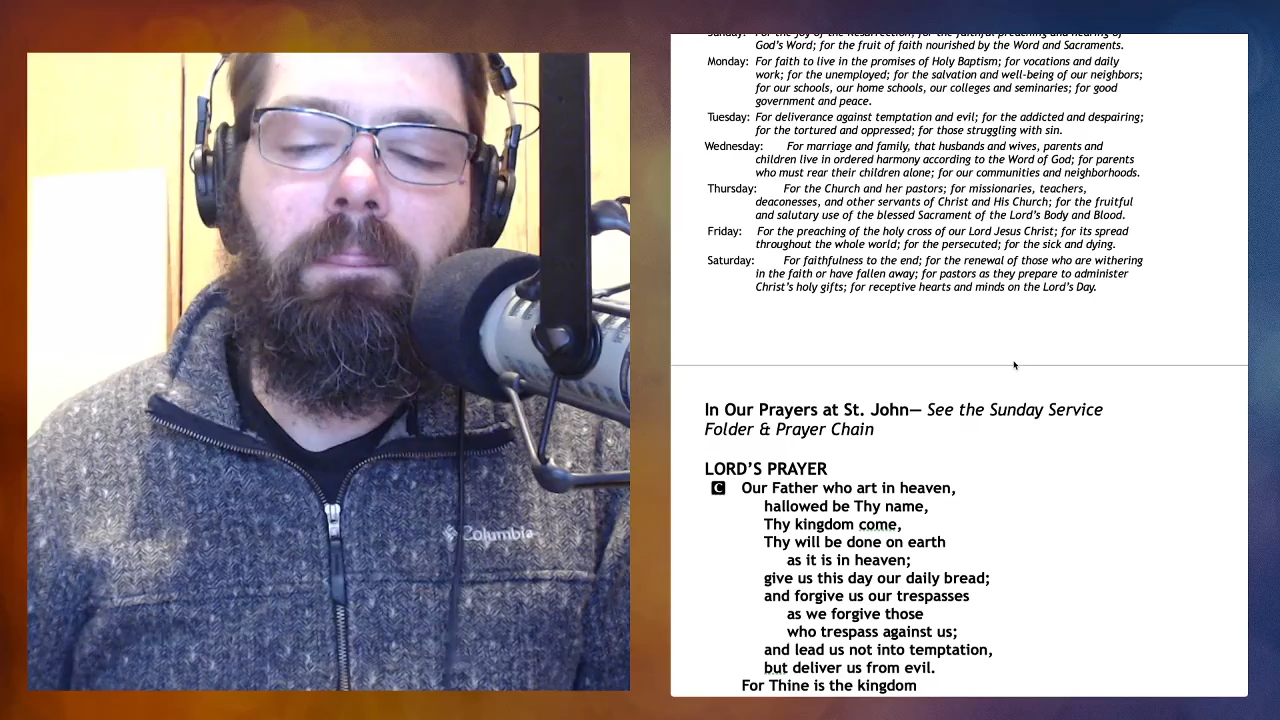 Columbia
Sunday: For the joy of the Resurrection; for the faithful preaching and hearing of
God's Word; for the fruit of faith nourished by the Word and Sacraments.
Monday: For faith to live in the promises of Holy Baptism; for vocations and daily
work; for the unemployed; for the salvation and well-being of our neighbors;
for our schools, our home schools, our colleges and seminaries; for good
government and peace.
Tuesday: For deliverance against temptation and evil; for the addicted and despairing;
for the tortured and oppressed; for those struggling with sin.
Wednesday: For marriage and family, that husbands and wives, parents and
children live in ordered harmony according to the Word of God; for parents
who must rear their children alone; for our communities and neighborhoods.
Thursday: For the Church and her pastors; for missionaries, teachers,
deaconesses, and other servants of Christ and His Church; for the fruitful
and salutary use of the blessed Sacrament of the Lord's Body and Blood.
Friday: For the preaching of the holy cross of our Lord Jesus Christ; for its spread
throughout the whole world; for the persecuted; for the sick and dying.
Saturday: For faithfulness to the end; for the renewal of those who are withering
in the faith or have fallen away; for pastors as they prepare to administer
Christ's holy gifts; for receptive hearts and minds on the Lord's Day.
In Our Prayers at St. John— See the Sunday Service
Folder & Prayer Chain
LORD'S PRAYER
C Our Father who art in heaven,
hallowed be Thy name,
Thy kingdom come,
Thy will be done on earth
as it is in heaven;
give us this day our daily bread;
and forgive us our trespasses
as we forgive those
who trespass against us;
and lead us not into temptation,
but deliver us from evil.
For Thine is the kingdom